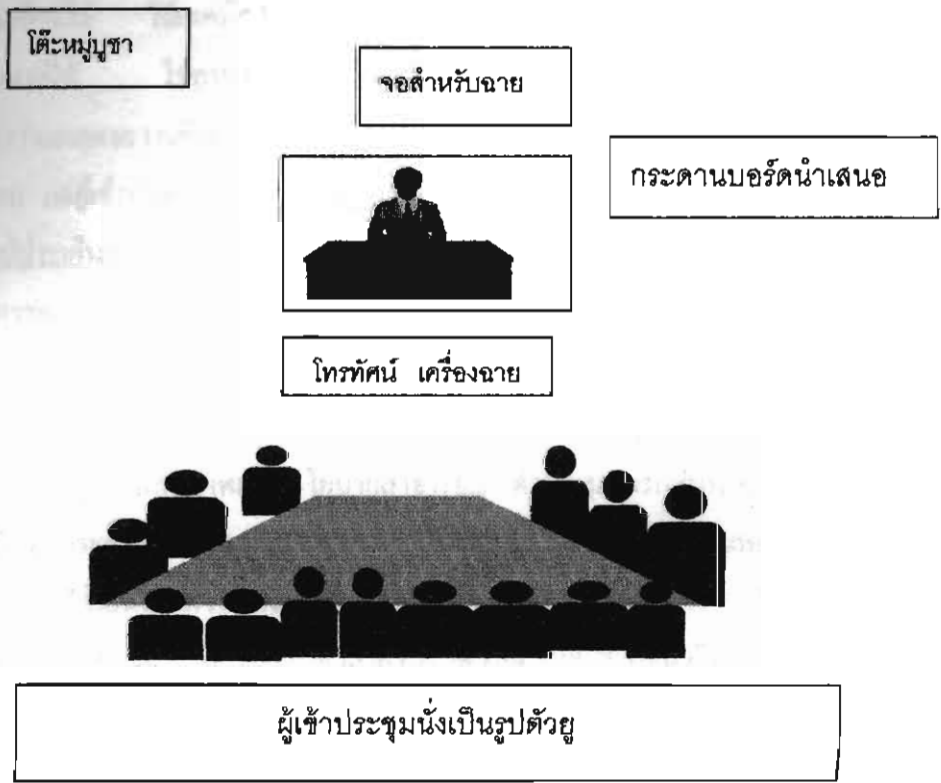 โต๊ะหมู่บูชา
จอสำหรับฉาย
กระดานบอร์ดนำเสนอ
โทรทัศน์ เครื่องฉาย
ผู้เข้าประชุมนั่งเป็นรูปตัวยู